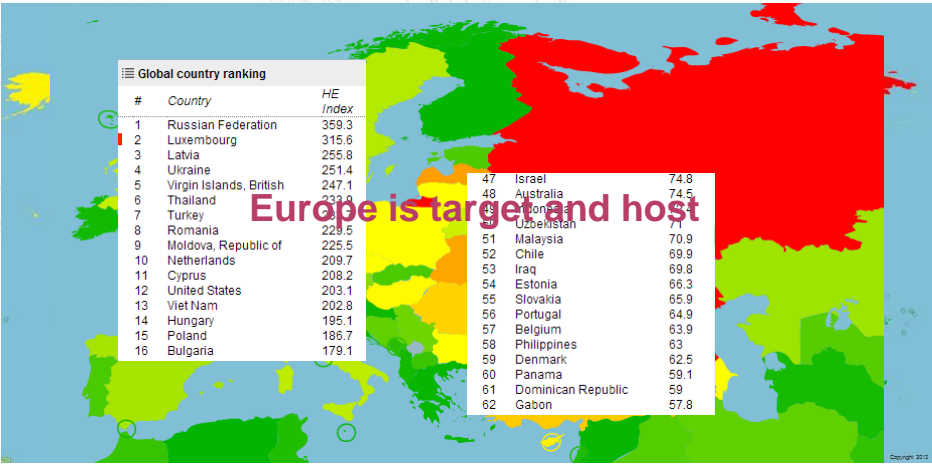 Global country ranking
# Country HE Index
1 Russian Federation 359.3
2 Luxembourg 315.6
3 Latvia 255.8
4 Ukraine 251.4
5 Virgin Islands, British 247.1
6 Thailand
7 Turkey
8 Romania 229.5
9 Moldova, Republic of 225.5
10 Netherlands 209.7
11 Cyprus 208.2
12 United States 203.1
13 Viet Nam 202.8
14 Hungary 195.1
15 Poland 186.7
16 Bulgaria 179.1
Europe is target and host
47 Israel 74.8
48 Australia 74.5
49 Indonesia
50 Uzbekistan 71
51 Malaysia 70.9
52 Chile 69.9
53 Iraq 69.8
54 Estonia 66.3
55 Slovakia 65.9
56 Portugal 64.9
57 Belgium 63.9
58 Philippines 63
59 Denmark 62.5
60 Panama 59.1
61 Dominican Republic 59
62 Gabon 57.8
Copyright 2013